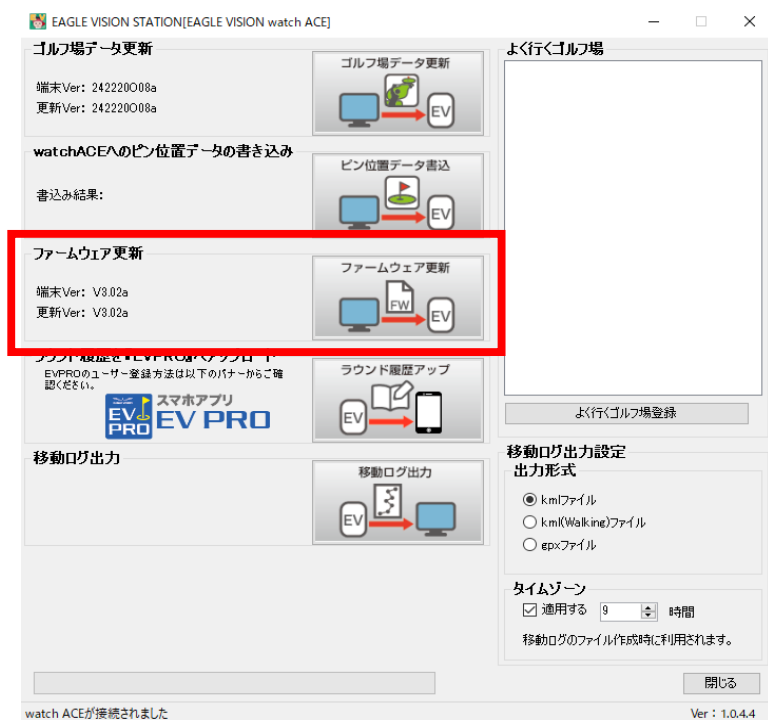 EAGLE VISION STATION[EAGLE VISION watch ACE]
ゴルフ場データ更新
端末Ver: 242220O08a
更新Ver: 242220O08a
ゴルフ場データ更新
EV
watchACEへのピン位置データの書き込み
書込み結果:
ピン位置データ書込
EV
ファームウェア更新
端末Ver: V3.02a
更新Ver: V3.02a
ファームウェア更新
FW
EV
ラウンド履歴を『EVPRO』へアップロード
EVPROのユーザー登録方法は以下のバナーからご確
認ください。
EV
PRO
スマホアプリ
EV PRO
ラウンド履歴アップ
EV
移動ログ出力
移動ログ出力
EV
よく行くゴルフ場
よく行くゴルフ場登録
移動ログ出力設定
出力形式
kmlファイル
kml(Walking)ファイル
gpxファイル
タイムゾーン
適用する 9 時間
移動ログのファイル作成時に利用されます。
閉じる
watch ACEが接続されました
Ver : 1.0.4.4